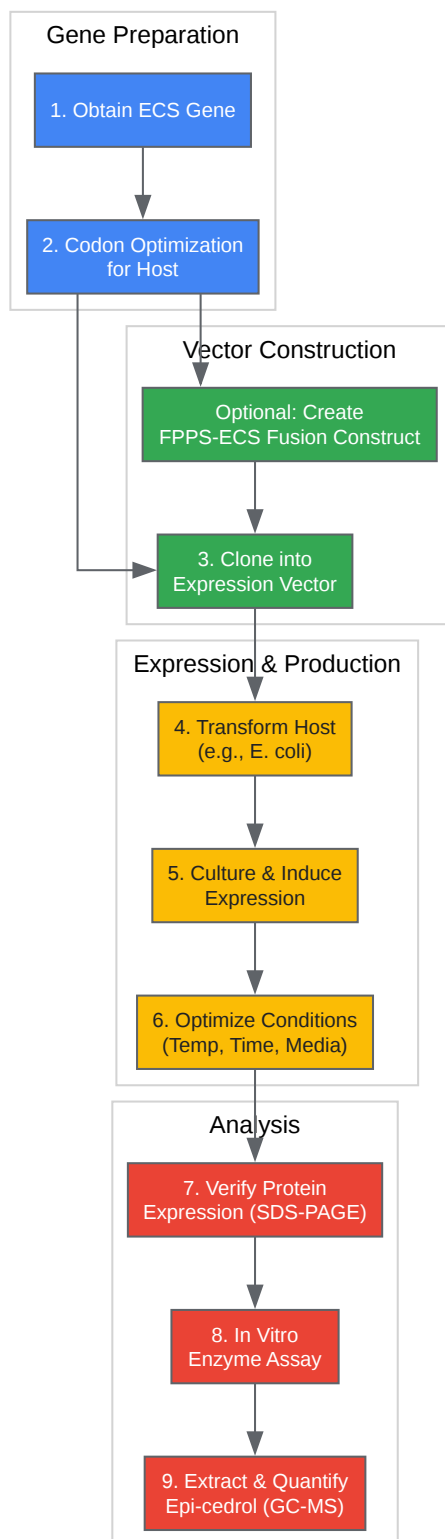 Gene Preparation
1. Obtain ECS Gene
2. Codon Optimization
for Host
Vector Construction
Optional: Create
FPPS-ECS Fusion Construct
3. Clone into
Expression Vector
Expression & Production
4. Transform Host
(e.g., E. coli)
5. Culture & Induce
Expression
6. Optimize Conditions
(Temp, Time, Media)
Analysis
7. Verify Protein
Expression (SDS-PAGE)
8. In Vitro
Enzyme Assay
9. Extract & Quantify
Epi-cedrol (GC-MS)